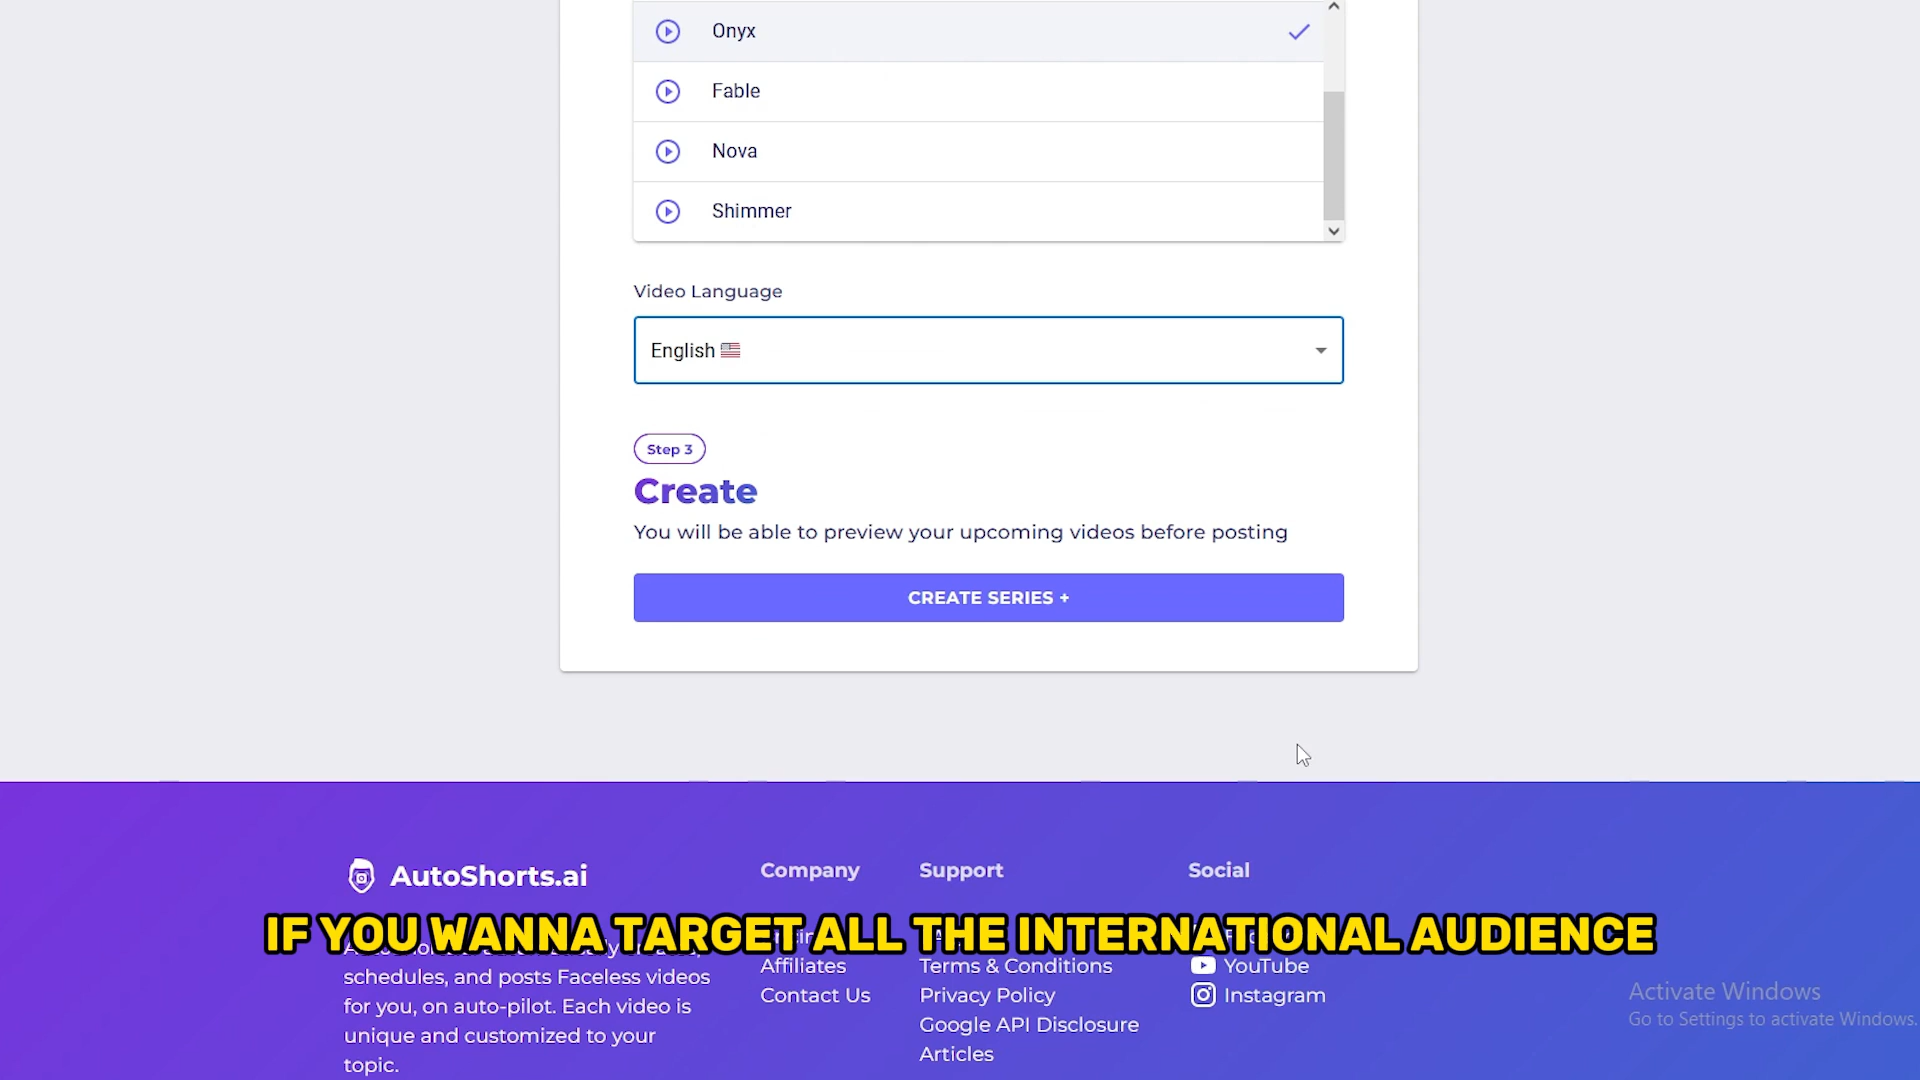 Onyx
Fable
Nova
Shimmer
Video Language
English
Step 3
Create
You will be able to preview your upcoming videos before posting
CREATE SERIES +
AutoShorts.ai
Company
Support
Social
IF YOU WANNA TARGET ALL THE INTERNATIONAL AUDIENCE
schedules, and posts Faceless videos
for you, on auto-pilot. Each video is
unique and customized to your
topic.
Affiliates
Contact Us
Terms & Conditions
Privacy Policy
Google API Disclosure
Articles
YouTube
Instagram
Activate Windows
Go to Settings to activate Windows.